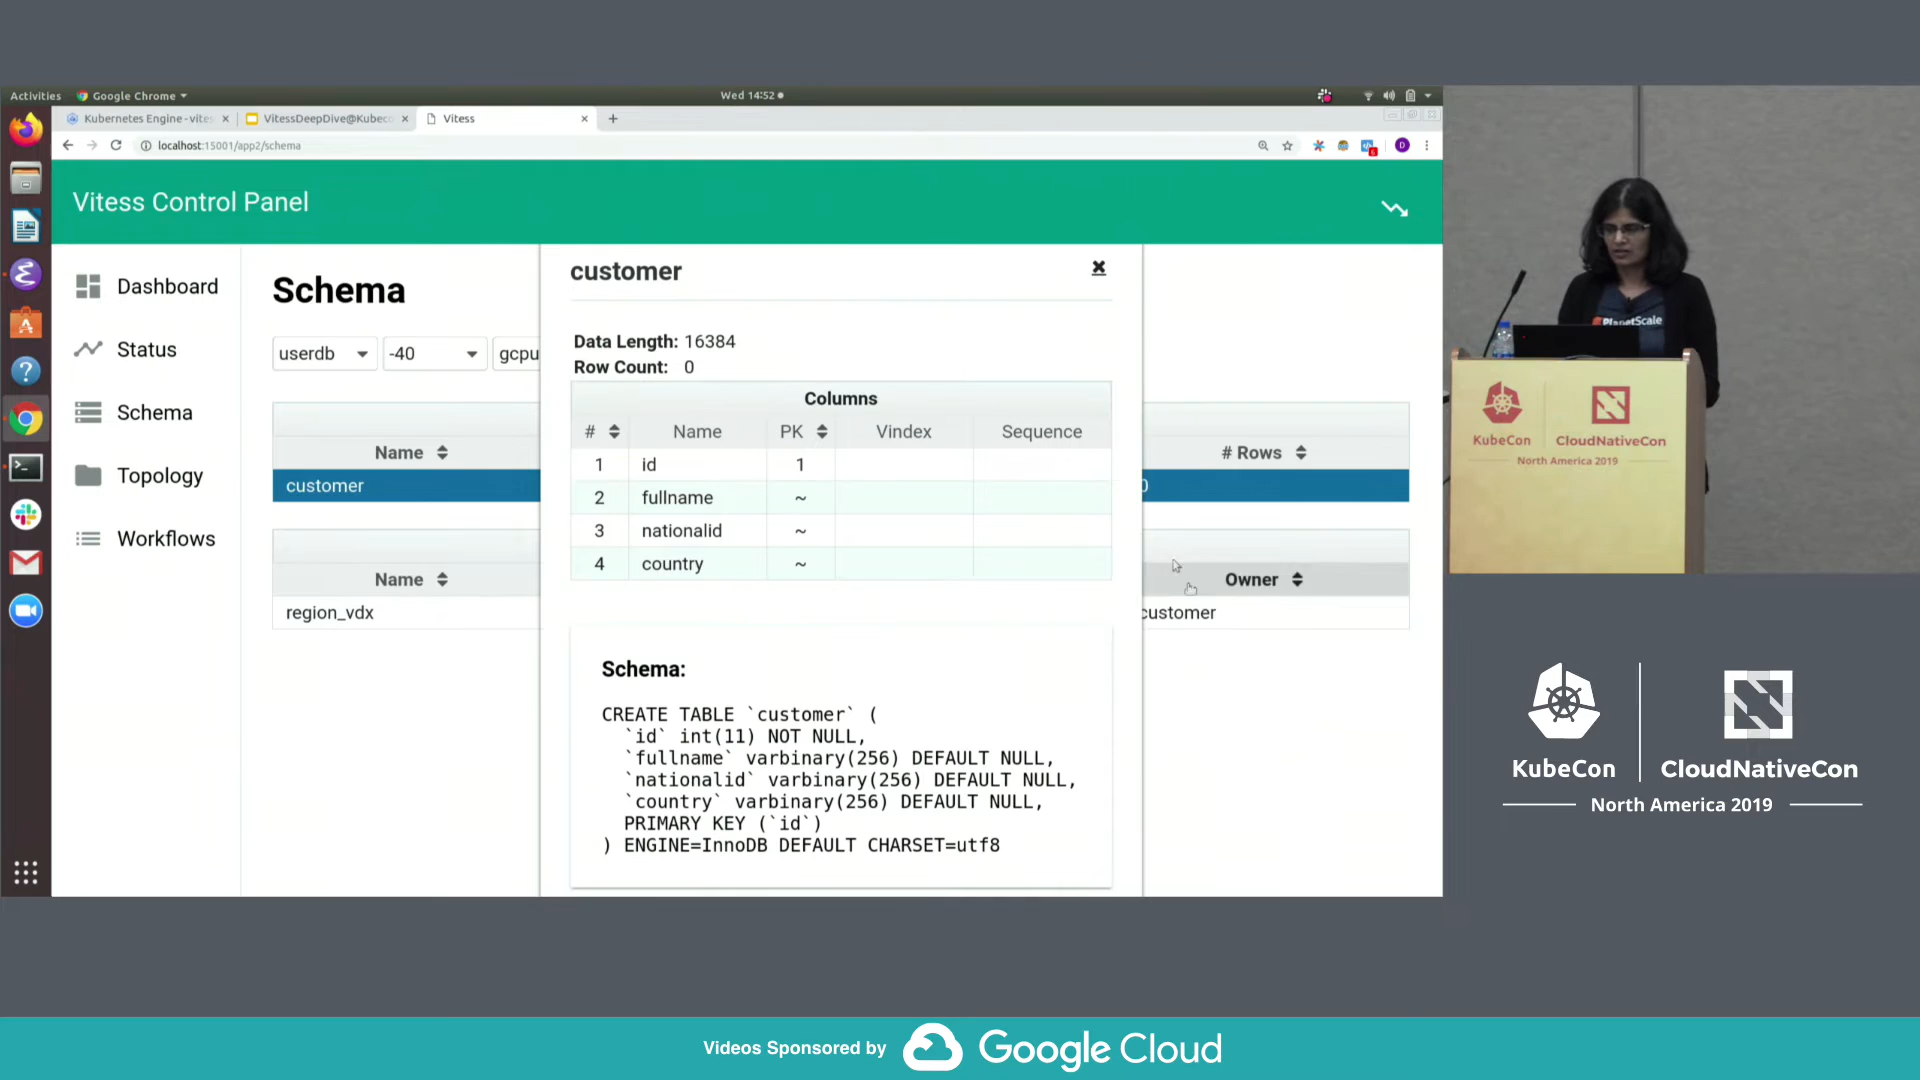 Activities Google Chrome Wed 14:52
Kubernetes Engine - vites VitessDeepDive@Kubeco Vitess
localhost:15001/app2/schema
Vitess Control Panel
Dashboard
Status
Schema
Topology
Workflows
Schema
userdb -40 gcpu
Name # Rows
customer 0
Name Owner
region_vdx customer
customer
Data Length: 16384
Row Count: 0
Columns
# Name PK Vindex Sequence
1 id 1
2 fullname ~
3 nationalid ~
4 country ~
Schema:
CREATE TABLE `customer` (
`id` int(11) NOT NULL,
`fullname` varbinary(256) DEFAULT NULL,
`nationalid` varbinary(256) DEFAULT NULL,
`country` varbinary(256) DEFAULT NULL,
PRIMARY KEY (`id`)
) ENGINE=InnoDB DEFAULT CHARSET=utf8
PlanetScale
KubeCon CloudNativeCon
North America 2019
KubeCon CloudNativeCon
North America 2019
Videos Sponsored by Google Cloud